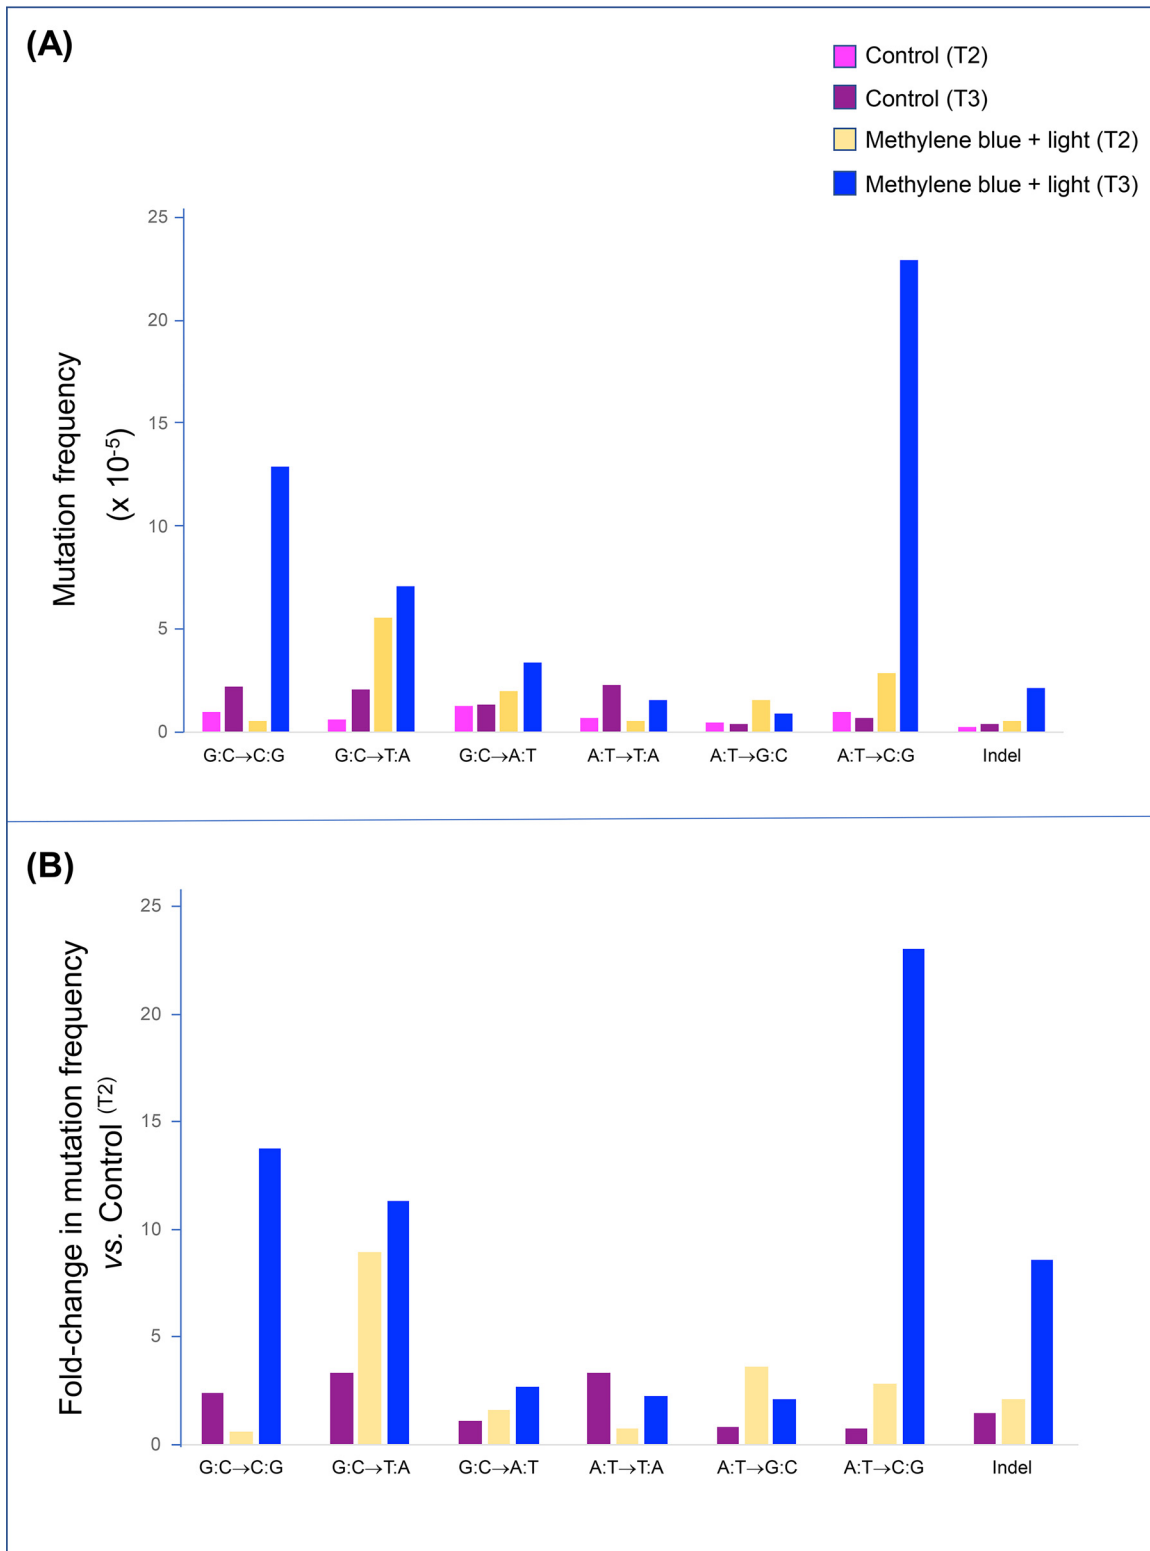 (A)
Control (T2)
Control (T3)
Methylene blue + light (T2)
Methylene blue + light (T3)
Mutation frequency
(x 10⁻⁵)
25
20
15
10
5
0
G:C→C:G G:C→T:A G:C→A:T A:T→T:A A:T→G:C A:T→C:G Indel
(B)
Fold-change in mutation frequency
vs. Control (T2)
25
20
15
10
5
0
G:C→C:G G:C→T:A G:C→A:T A:T→T:A A:T→G:C A:T→C:G Indel